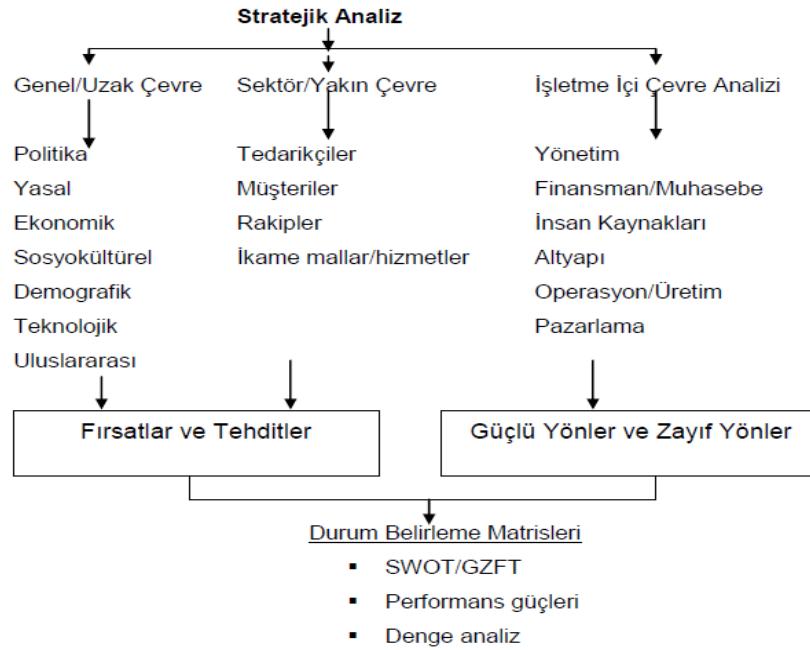 Stratejik Analiz
Genel/Uzak Çevre
Sektör/Yakın Çevre
İşletme İçi Çevre Analizi
Politika
Yasal
Ekonomik
Sosyokültürel
Demografik
Teknolojik
Uluslararası
Tedarikçiler
Müşteriler
Rakipler
İkame mallar/hizmetler
Yönetim
Finansman/Muhasebe
İnsan Kaynakları
Altyapı
Operasyon/Üretim
Pazarlama
Fırsatlar ve Tehditler
Güçlü Yönler ve Zayıf Yönler
Durum Belirleme Matrisleri
▪ SWOT/GZFT
▪ Performans güçleri
▪ Denge analiz